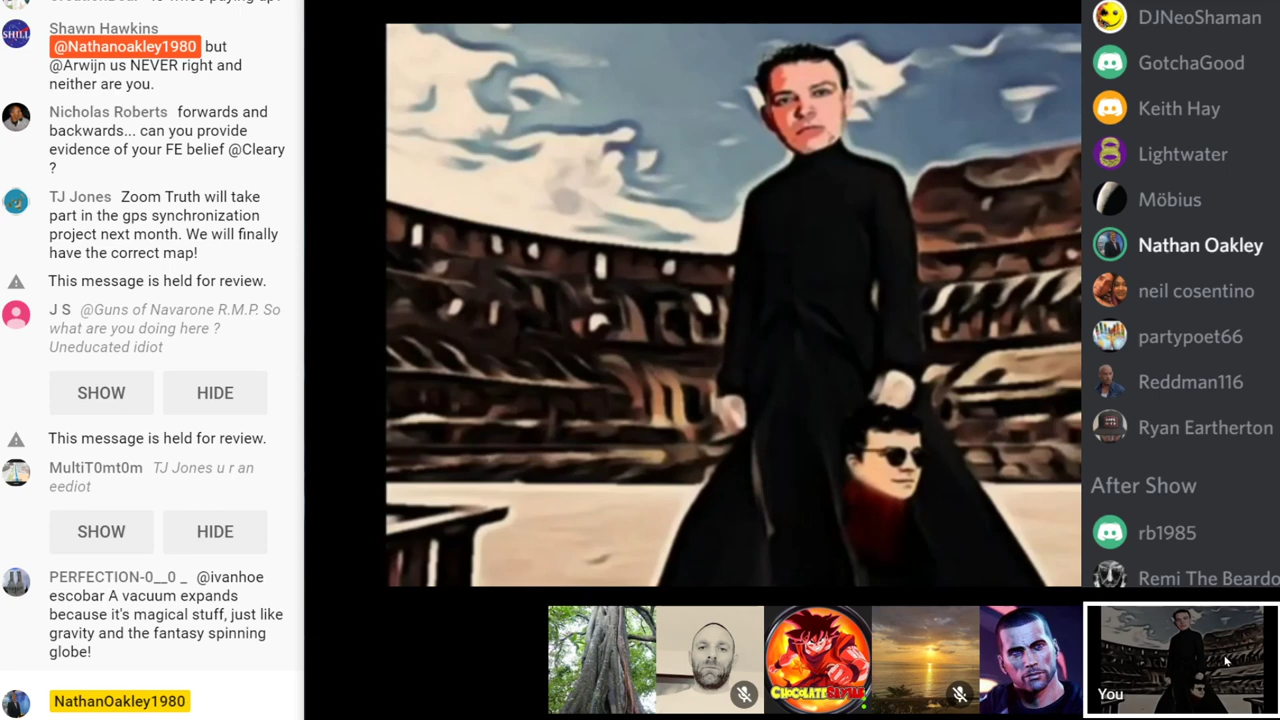 Shawn Hawkins
@Nathanoakley1980 but
@Arwijn us NEVER right and
neither are you.
Nicholas Roberts forwards and
backwards... can you provide
evidence of your FE belief @Cleary
?
TJ Jones Zoom Truth will take
part in the gps synchronization
project next month. We will finally
have the correct map!
This message is held for review.
J S @Guns of Navarone R.M.P. So
what are you doing here ?
Uneducated idiot
SHOW HIDE
This message is held for review.
MultiT0mt0m TJ Jones u r an
eediot
SHOW HIDE
PERFECTION-0__0 _ @ivanhoe
escobar A vacuum expands
because it's magical stuff, just like
gravity and the fantasy spinning
globe!
NathanOakley1980
SHILL
CHOCOLATE
You
DJNeoShaman
GotchaGood
Keith Hay
Lightwater
Möbius
Nathan Oakley
neil cosentino
partypoet66
Reddman116
Ryan Eartherton
After Show
rb1985
Remi The Beardo